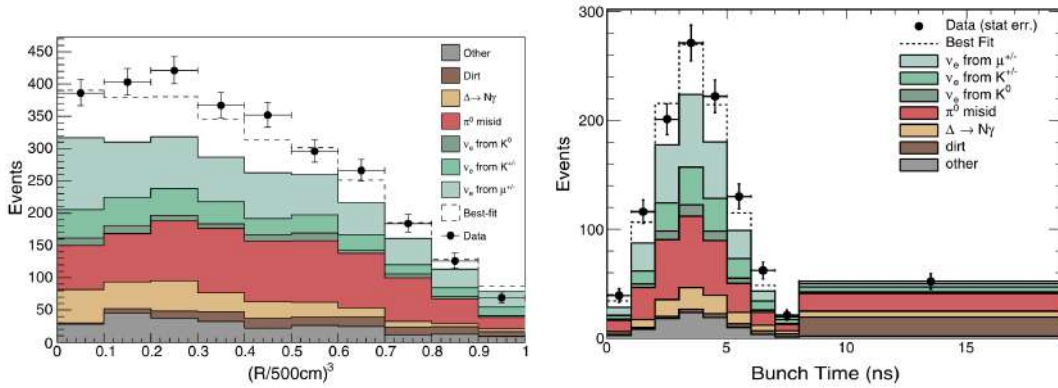 Events
450
400
350
300
250
200
150
100
50
0
0 0.1 0.2 0.3 0.4 0.5 0.6 0.7 0.8 0.9 1
(R/500cm)³
Other
Dirt
Δ→ Nγ
π⁰ misid
νₑ from K⁰
νₑ from K⁺/⁻
νₑ from μ⁺/⁻
Best-fit
Data
Events
300
200
100
0
0 5 10 15
Bunch Time (ns)
Data (stat err.)
Best Fit
νₑ from μ⁺/⁻
νₑ from K⁺/⁻
νₑ from K⁰
π⁰ misid
Δ → Nγ
dirt
other